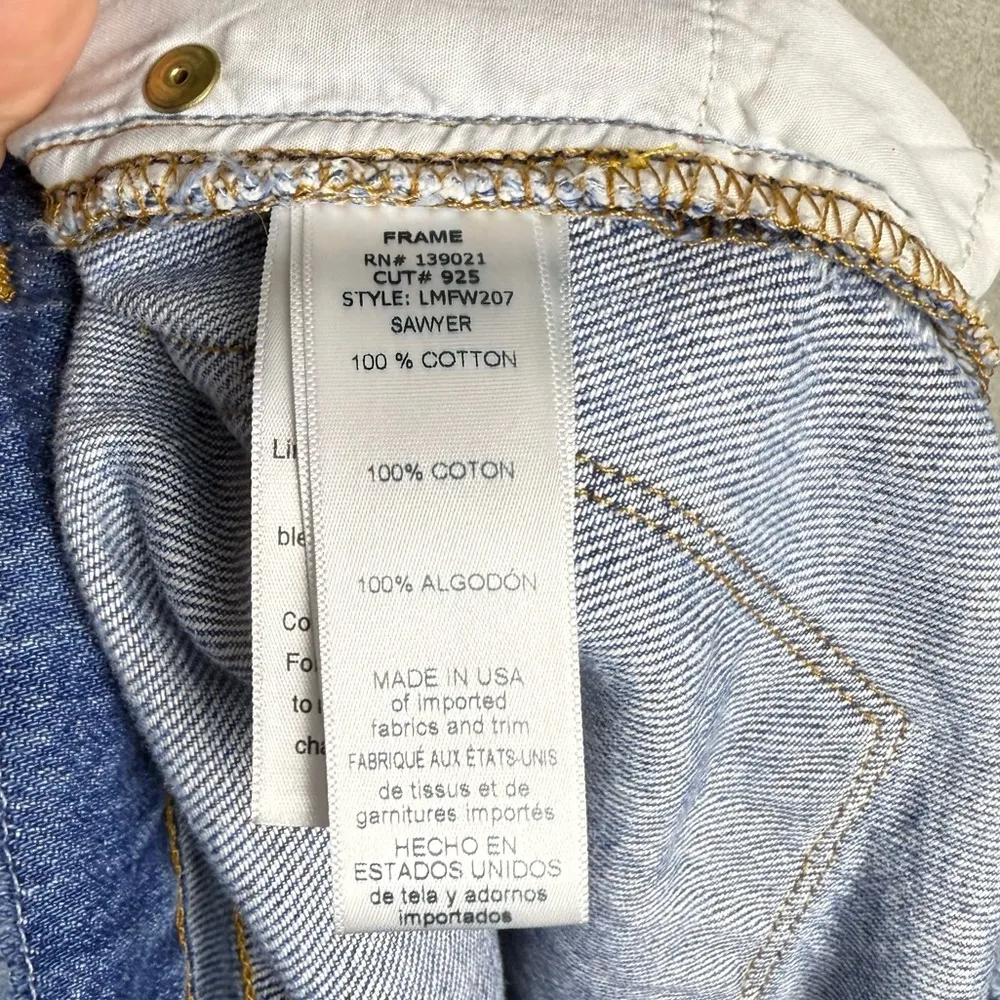 FRAME
RN# 139021
CUT# 925
STYLE: LMFW207
SAWYER
100 % COTTON
100% COTON
100% ALGODÓN
MADE IN USA
of imported
fabrics and trim
FABRIQUÉ AUX ÉTATS-UNIS
de tissus et de
garnitures importés
HECHO EN
ESTADOS UNIDOS
de tela y adornos
importados